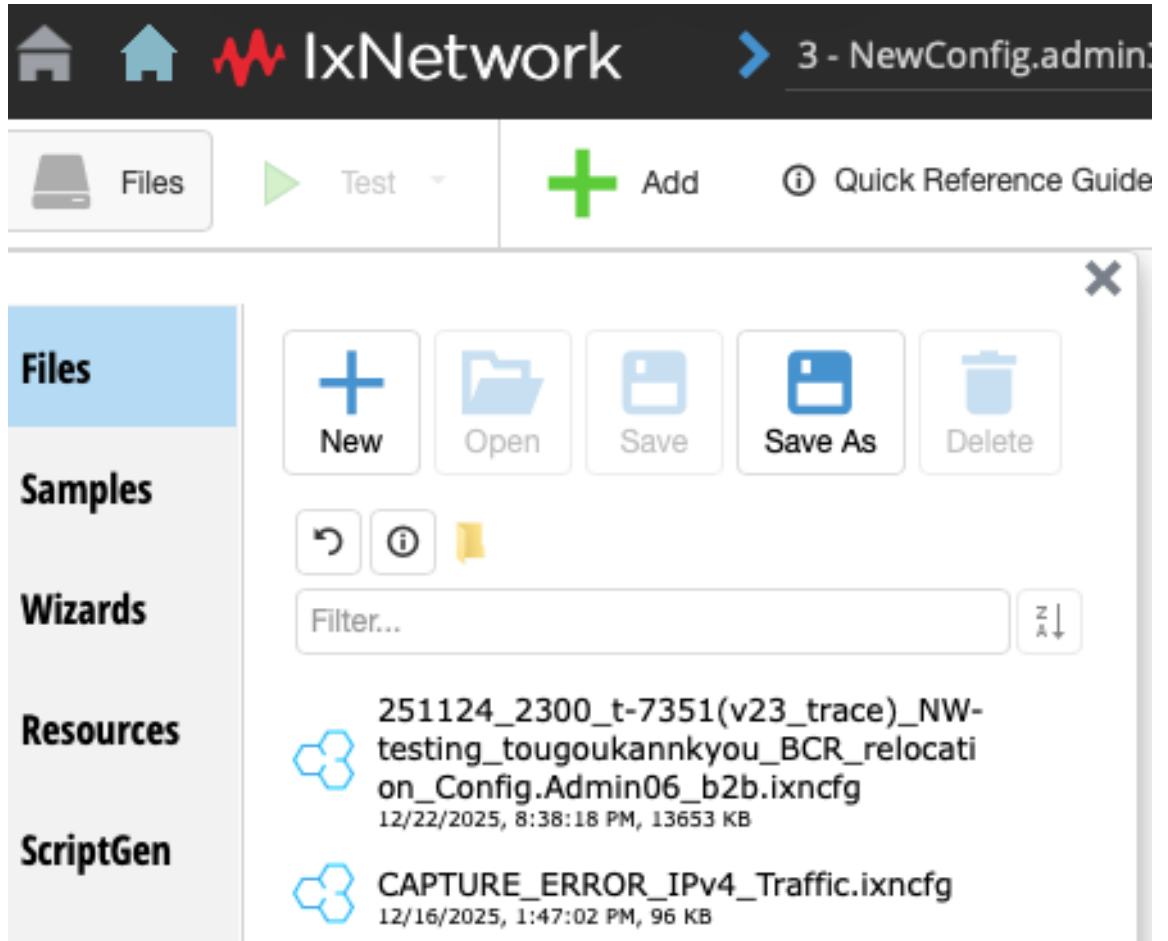 IxNetwork
3 - NewConfig.admin
Files
Test
Add
Quick Reference Guide
Files
Samples
Wizards
Resources
ScriptGen
New
Open
Save
Save As
Delete
Filter...
Z
A
251124_2300_t-7351(v23_trace)_NW-
testing_tougoukannkyou_BCR_relocati
on_Config.Admin06_b2b.ixncfg
12/22/2025, 8:38:18 PM, 13653 KB
CAPTURE_ERROR_IPv4_Traffic.ixncfg
12/16/2025, 1:47:02 PM, 96 KB